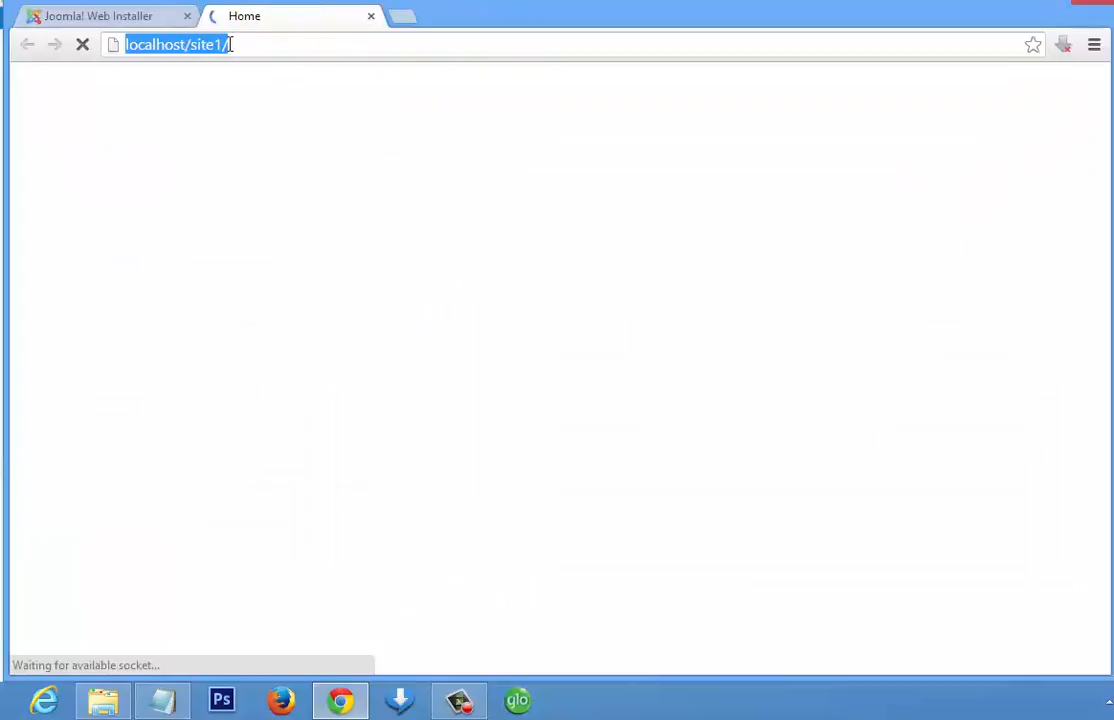 Joomla! Web Installer
Home
localhost/site1/
Waiting for available socket...
Ps
glo